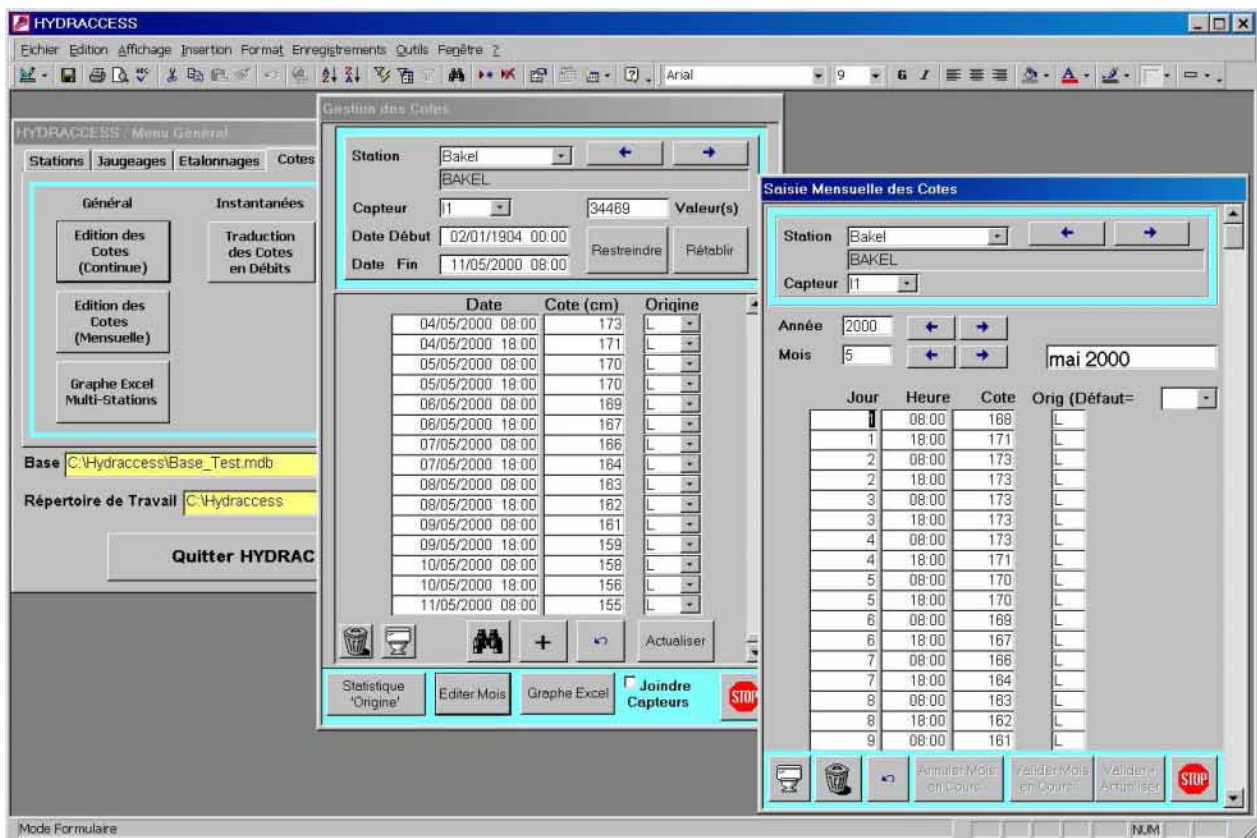 HYDRACCESS
Fichier Edition Affichage Insertion Format Enregistrements Outils Fenêtre ?
Arial 9 G I
HYDRACCESS : Menu Général
Stations Jaugeages Etalonnages Cotes
Général Instantanées
Edition des Cotes (Continue)
Traduction des Cotes en Débits
Edition des Cotes (Mensuelle)
Graphe Excel Multi-Stations
Base C:\Hydraccess\Base_Test.mdb
Répertoire de Travail C:\Hydraccess
Quitter HYDRAC
Gestion des Cotes
Station Bakel
BAKEL
Capteur I1 34469 Valeur(s)
Date Début 02/01/1904 00:00
Date Fin 11/05/2000 08:00
Restreindre Rétablir
Date Cote (cm) Origine
04/05/2000 08:00 173 L
04/05/2000 18:00 171 L
05/05/2000 08:00 170 L
05/05/2000 18:00 170 L
06/05/2000 08:00 169 L
06/05/2000 18:00 167 L
07/05/2000 08:00 166 L
07/05/2000 18:00 164 L
08/05/2000 08:00 163 L
08/05/2000 18:00 162 L
09/05/2000 08:00 161 L
09/05/2000 18:00 159 L
10/05/2000 08:00 158 L
10/05/2000 18:00 156 L
11/05/2000 08:00 155 L
Actualiser
Statistique 'Origine'
Editer Mois
Graphe Excel
Joindre Capteurs
STOP
Saisie Mensuelle des Cotes
Station Bakel
BAKEL
Capteur I1
Année 2000
Mois 5 mai 2000
Jour Heure Cote Orig (Défaut=
1 08:00 168 L
1 18:00 171 L
2 08:00 173 L
2 18:00 173 L
3 08:00 173 L
3 18:00 173 L
4 08:00 173 L
4 18:00 171 L
5 08:00 170 L
5 18:00 170 L
6 08:00 169 L
6 18:00 167 L
7 08:00 166 L
7 18:00 164 L
8 08:00 163 L
8 18:00 162 L
9 08:00 161 L
Annuler Mois en Cours
Valider Mois en Cours
Valider + Actualiser
STOP
Mode Formulaire
NUM